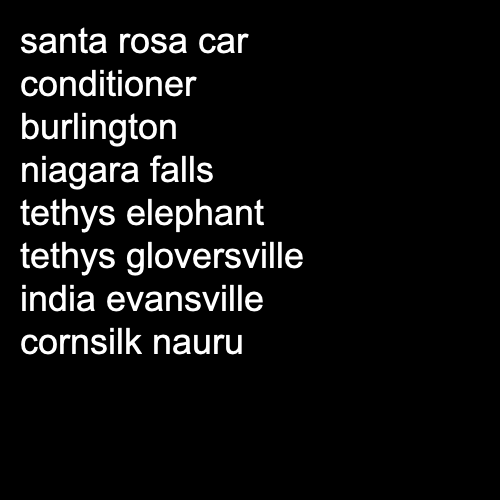 santa rosa car
conditioner
burlington
niagara falls
tethys elephant
tethys gloversville
india evansville
cornsilk nauru